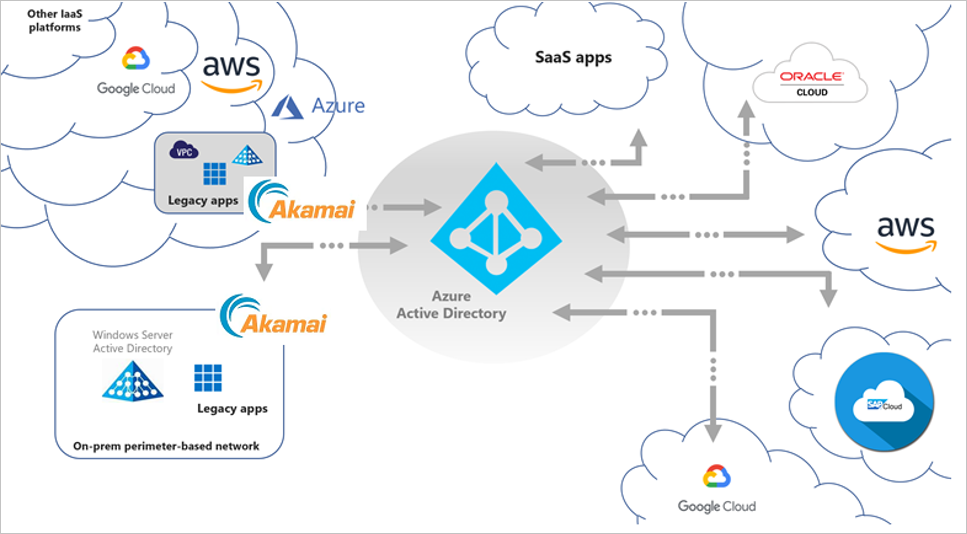 Other IaaS
platforms
Google Cloud
aws
Azure
VPC
Legacy apps
Akamai
SaaS apps
ORACLE
CLOUD
aws
Azure
Active Directory
Akamai
Windows Server
Active Directory
Legacy apps
On-prem perimeter-based network
SAP Cloud
Google Cloud